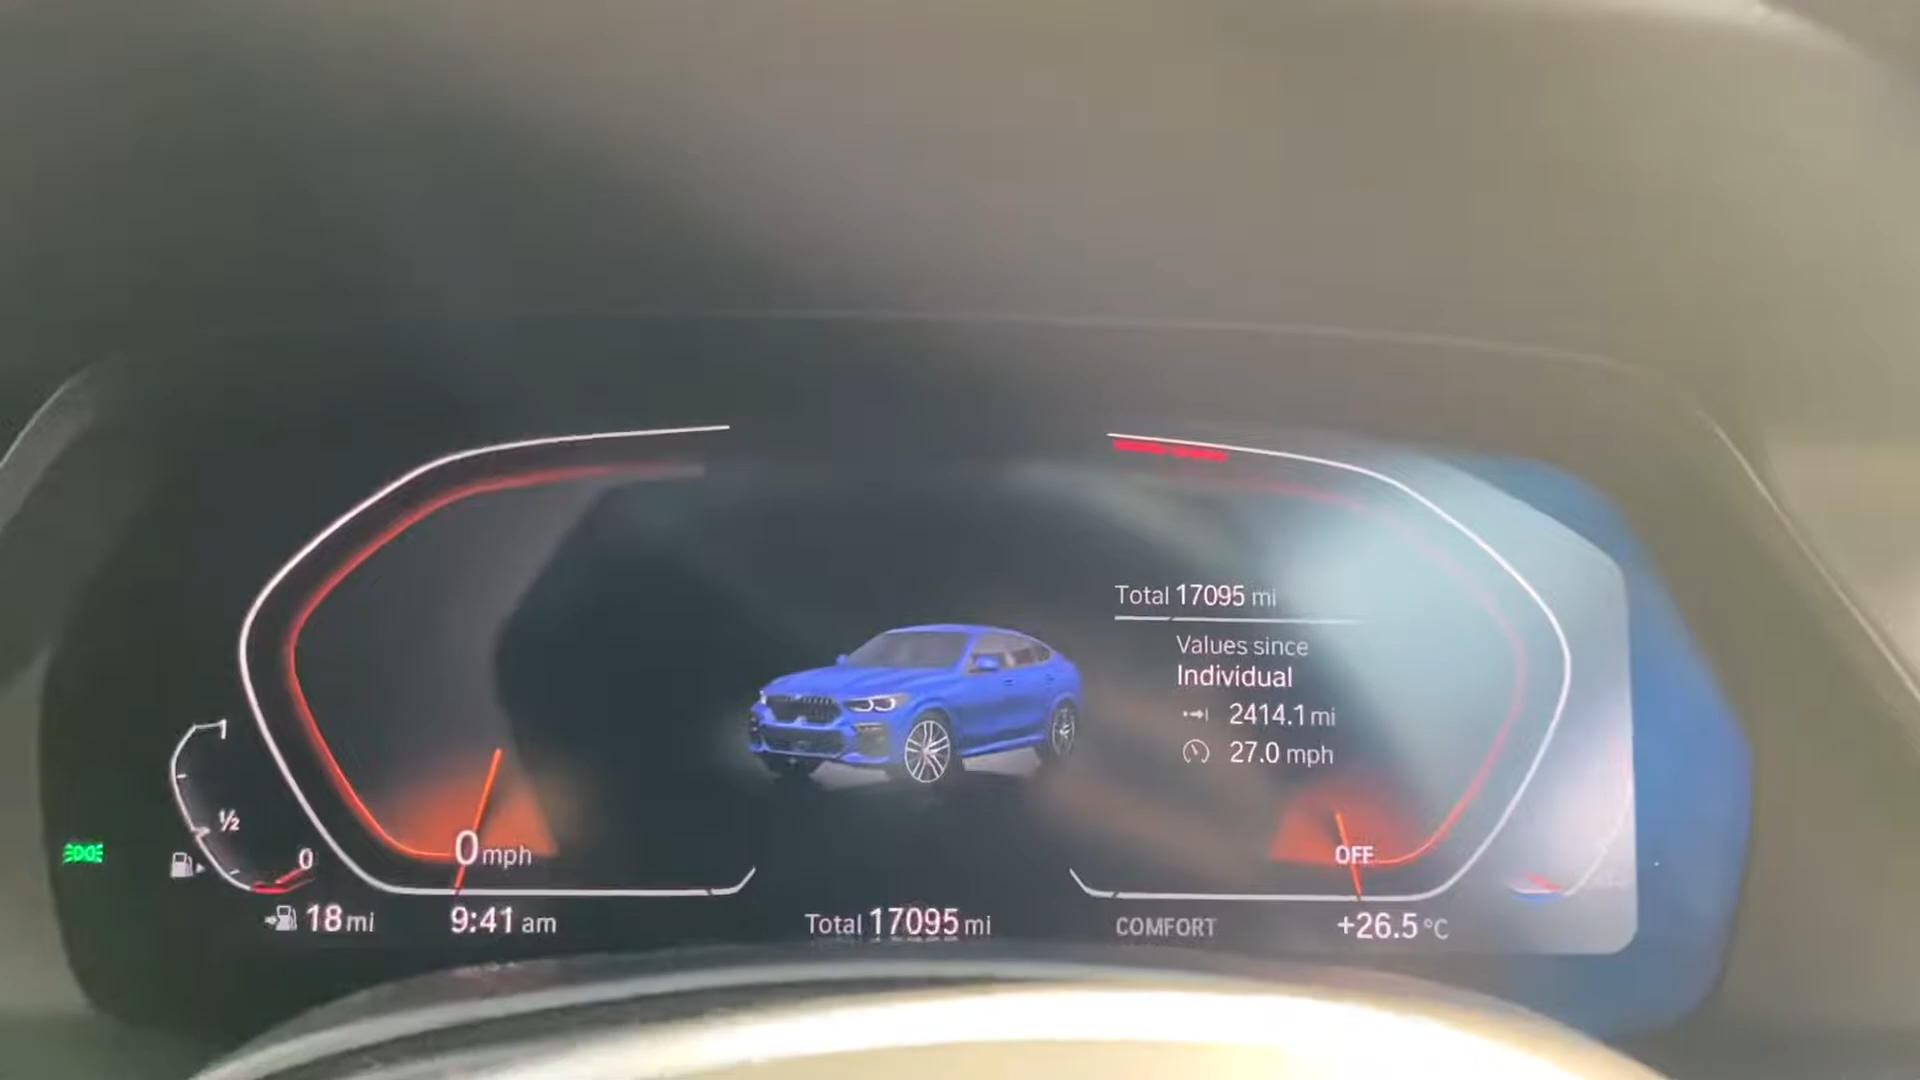 Total 17095 mi
Values since
Individual
2414.1 mi
27.0 mph
1/2
0
0 mph
OFF
18 mi
9:41 am
Total 17095 mi
COMFORT
+26.5 °C